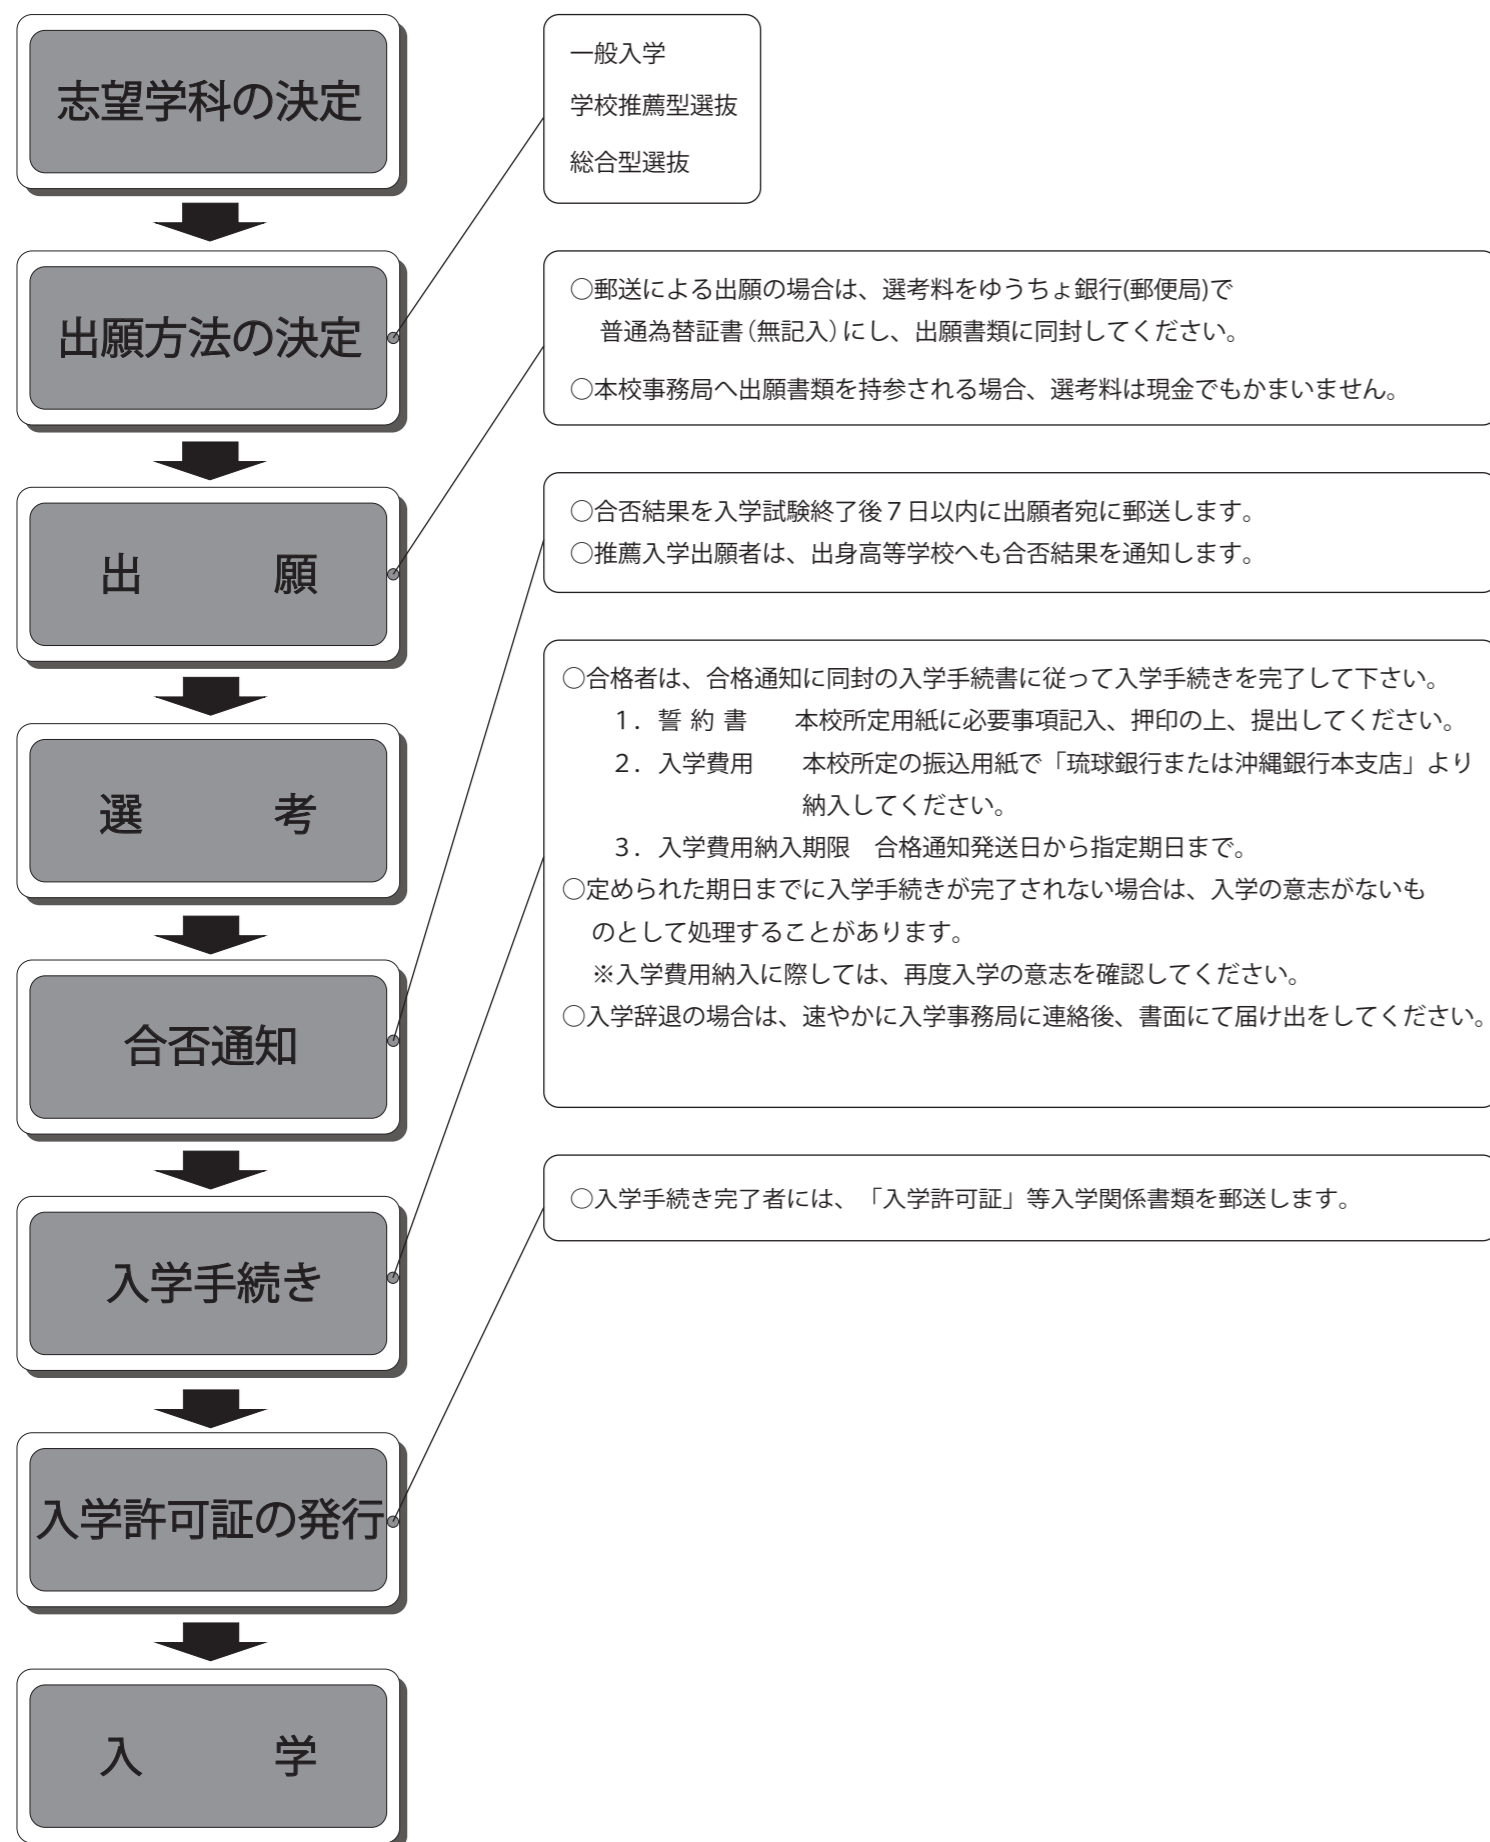 志望学科の決定
一般入学
学校推薦型選抜
総合型選抜
出願方法の決定
○郵送による出願の場合は、選考料をゆうちょ銀行(郵便局)で
普通為替証書(無記入)にし、出願書類に同封してください。
○本校事務局へ出願書類を持参される場合、選考料は現金でもかまいません。
出 願
○合否結果を入学試験終了後７日以内に出願者宛に郵送します。
○推薦入学出願者は、出身高等学校へも合否結果を通知します。
選 考
○合格者は、合格通知に同封の入学手続書に従って入学手続きを完了して下さい。
１．誓 約 書　　本校所定用紙に必要事項記入、押印の上、提出してください。
２．入学費用　　本校所定の振込用紙で「琉球銀行または沖縄銀行本支店」より
納入してください。
３．入学費用納入期限　合格通知発送日から指定期日まで。
○定められた期日までに入学手続きが完了されない場合は、入学の意志がないも
のとして処理することがあります。
※入学費用納入に際しては、再度入学の意志を確認してください。
○入学辞退の場合は、速やかに入学事務局に連絡後、書面にて届け出をしてください。
合否通知
入学手続き
○入学手続き完了者には、「入学許可証」等入学関係書類を郵送します。
入学許可証の発行
入 学